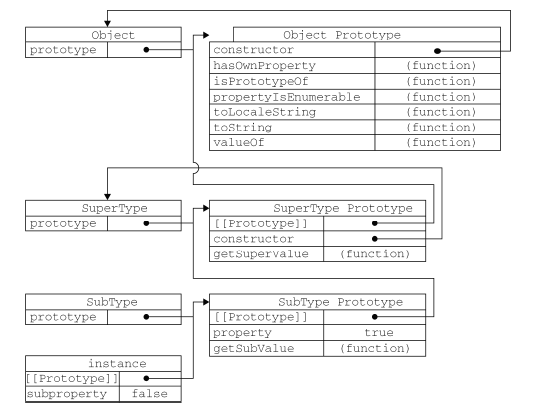 Object
prototype
Object Prototype
constructor
hasOwnProperty (function)
isPrototypeOf (function)
propertyIsEnumerable (function)
toLocaleString (function)
toString (function)
valueOf (function)
SuperType
prototype
SuperType Prototype
[[Prototype]]
constructor
getSupervalue (function)
SubType
prototype
SubType Prototype
[[Prototype]]
property true
getSubValue (function)
instance
[[Prototype]]
subproperty false